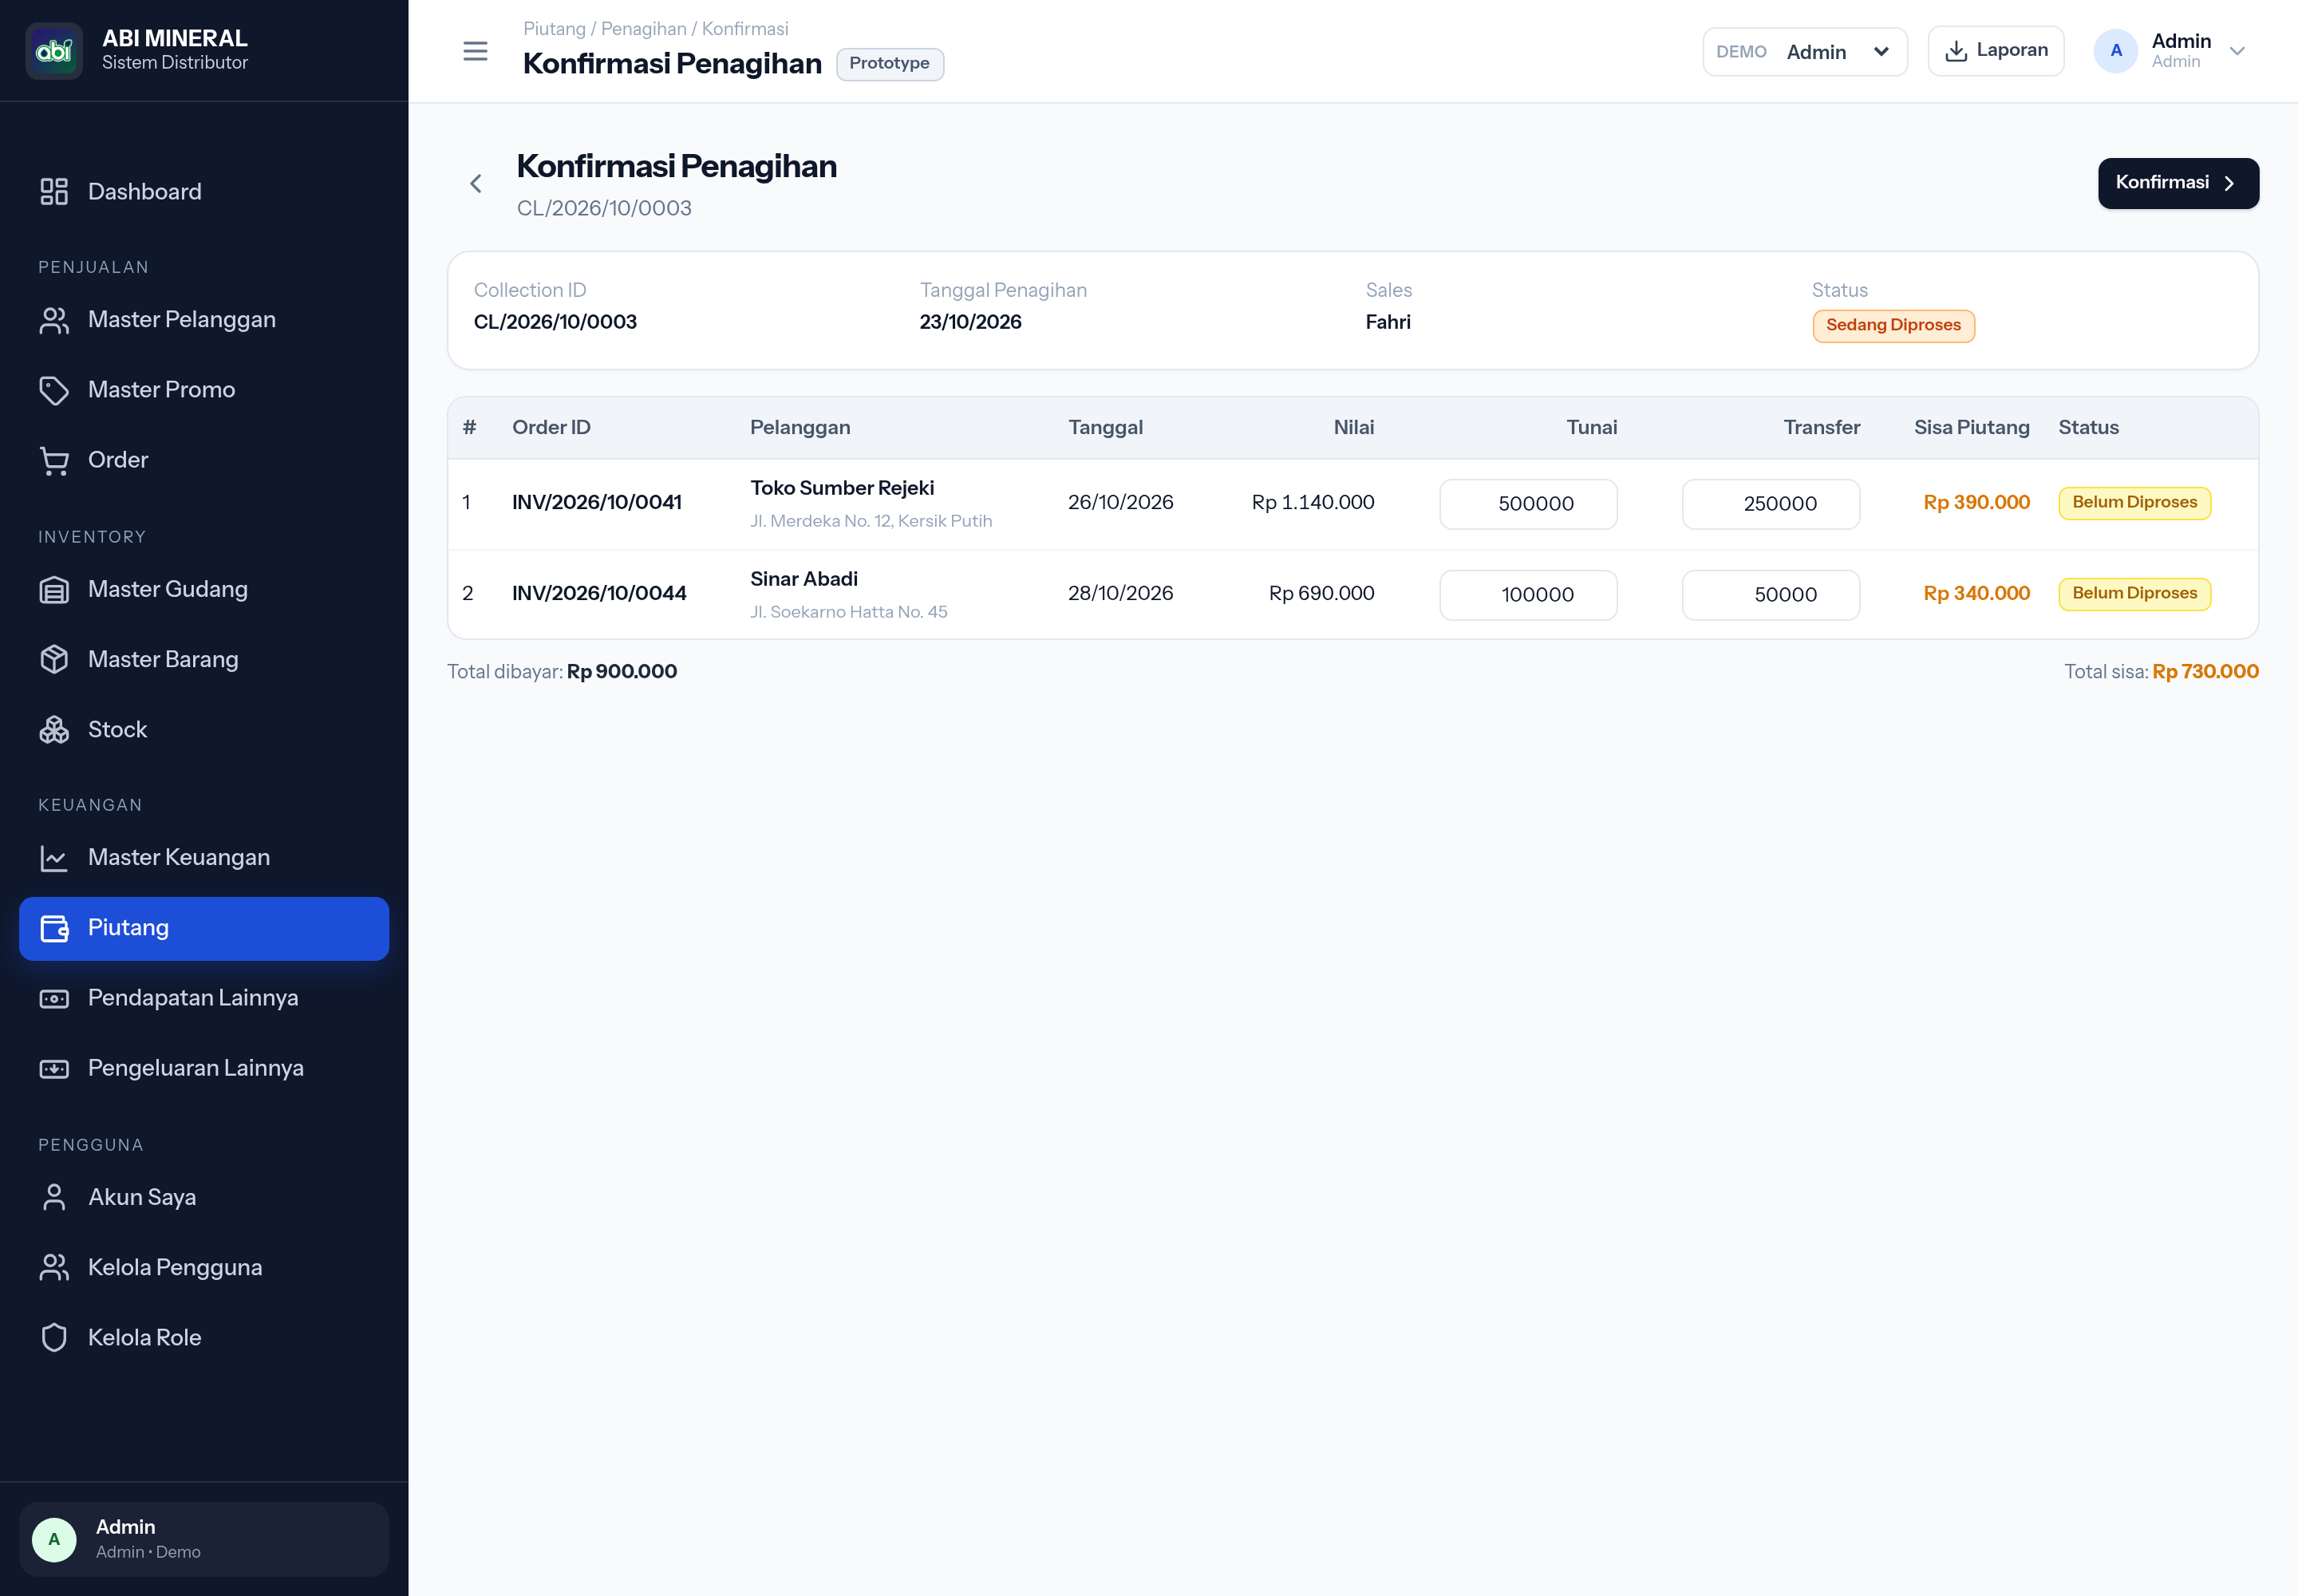 abi
ABI MINERAL
Sistem Distributor
Dashboard
PENJUALAN
Master Pelanggan
Master Promo
Order
INVENTORY
Master Gudang
Master Barang
Stock
KEUANGAN
Master Keuangan
Piutang
Pendapatan Lainnya
Pengeluaran Lainnya
PENGGUNA
Akun Saya
Kelola Pengguna
Kelola Role
A
Admin
Admin • Demo
Piutang / Penagihan / Konfirmasi
Konfirmasi Penagihan Prototype
DEMO Admin
Laporan
A
Admin
Admin
Konfirmasi Penagihan
CL/2026/10/0003
Konfirmasi
Collection ID Tanggal Penagihan Sales Status
CL/2026/10/0003 23/10/2026 Fahri Sedang Diproses
# Order ID Pelanggan Tanggal Nilai Tunai Transfer Sisa Piutang Status
1 INV/2026/10/0041 Toko Sumber Rejeki 26/10/2026 Rp 1.140.000 500000 250000 Rp 390.000 Belum Diproses
Jl. Merdeka No. 12, Kersik Putih
2 INV/2026/10/0044 Sinar Abadi 28/10/2026 Rp 690.000 100000 50000 Rp 340.000 Belum Diproses
Jl. Soekarno Hatta No. 45
Total dibayar: Rp 900.000 Total sisa: Rp 730.000